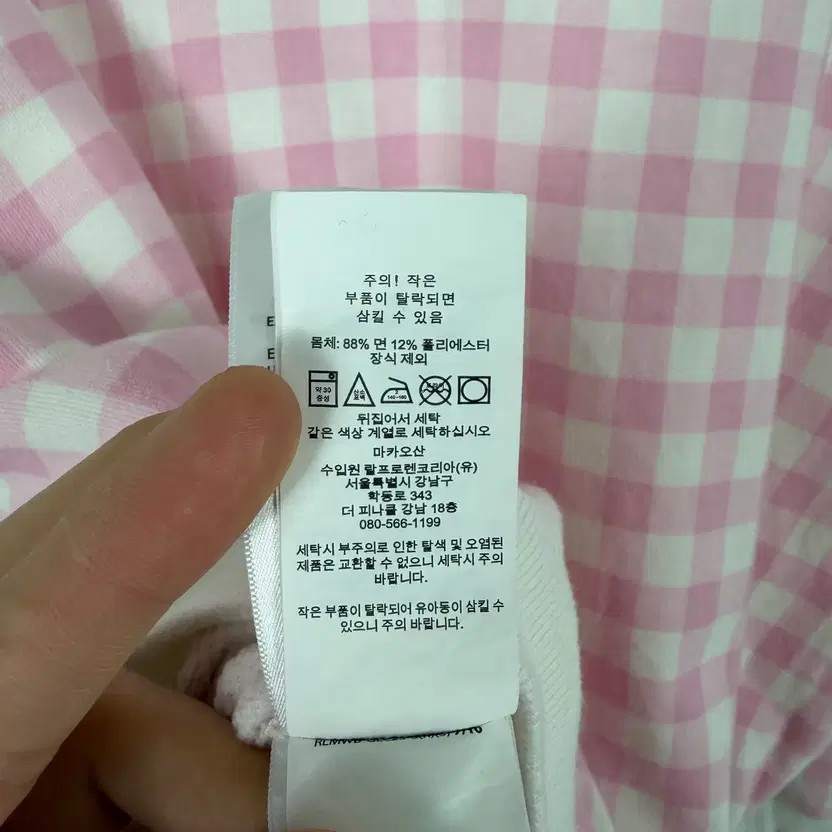 주의! 작은
부품이 탈락되면
삼킬 수 있음
몸체: 88% 면 12% 폴리에스터
장식 제외
약 30
중성
산소
표백
140~160
뒤집어서 세탁
같은 색상 계열로 세탁하십시오
마카오산
수입원 랄프로렌코리아(유)
서울특별시 강남구
학동로 343
더 피나클 강남 18층
080-566-1199
세탁시 부주의로 인한 탈색 및 오염된
제품은 교환할 수 없으니 세탁시 주의
바랍니다.
작은 부품이 탈락되어 유아동이 삼킬 수
있으니 주의 바랍니다.